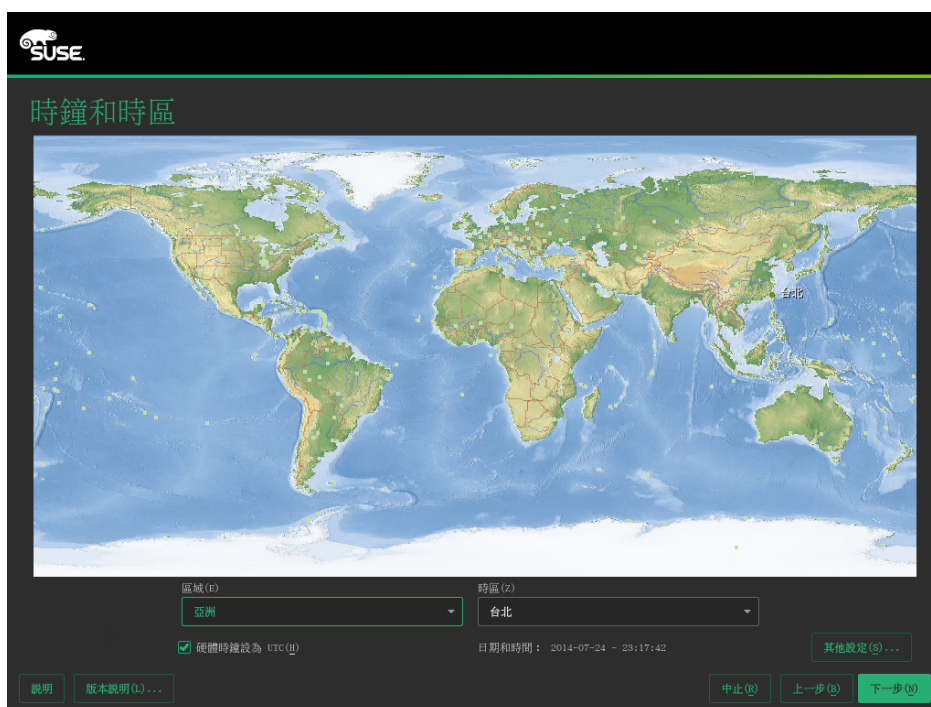 SUSE.
時鐘和時區
台北
區域(E)
時區(Z)
亞洲
台北
硬體時鐘設為 UTC(H)
日期和時間： 2014-07-24 - 23:17:42
其他設定(S)...
說明
版本說明(L)...
中止(R)
上一步(B)
下一步(N)